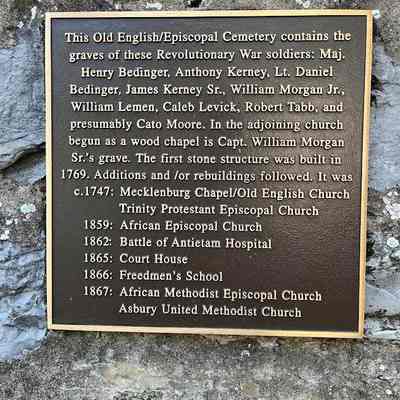 This Old English/Episcopal Cemetery contains the
graves of these Revolutionary War soldiers: Maj.
Henry Bedinger, Anthony Kerney, Lt. Daniel
Bedinger, James Kerney Sr., William Morgan Jr.,
William Lemen, Caleb Levick, Robert Tabb, and
presumably Cato Moore. In the adjoining church
begun as a wood chapel is Capt. William Morgan
Sr.'s grave. The first stone structure was built in
1769. Additions and /or rebuildings followed. It was
c.1747: Mecklenburg Chapel/Old English Church
Trinity Protestant Episcopal Church
1859: African Episcopal Church
1862: Battle of Antietam Hospital
1865: Court House
1866: Freedmen's School
1867: African Methodist Episcopal Church
Asbury United Methodist Church